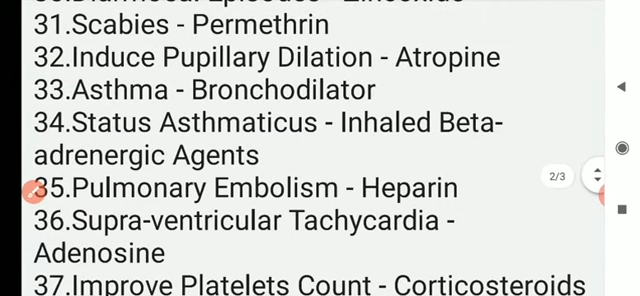 31.Scabies - Permethrin
32.Induce Pupillary Dilation - Atropine
33.Asthma - Bronchodilator
34.Status Asthmaticus - Inhaled Beta-
adrenergic Agents
2/3
35.Pulmonary Embolism - Heparin
36.Supra-ventricular Tachycardia -
Adenosine
37.Improve Platelets Count - Corticosteroids